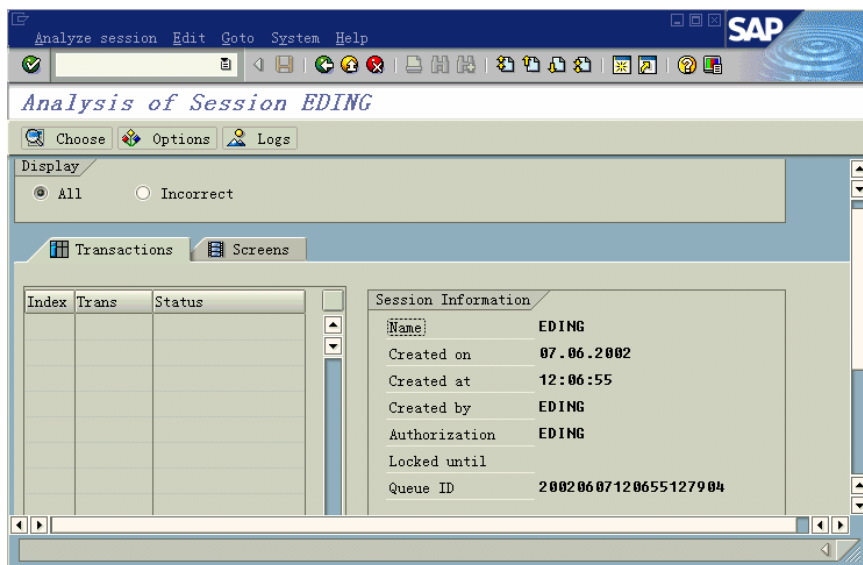 Analyze session Edit Goto System Help
SAP
Analysis of Session EDING
Choose Options Logs
Display
All Incorrect
Transactions Screens
Index Trans Status
Session Information
Name EDING
Created on 07.06.2002
Created at 12:06:55
Created by EDING
Authorization EDING
Locked until
Queue ID 20020607120655127904